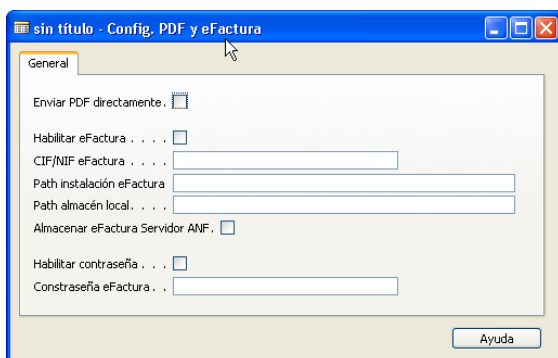 sin título - Config. PDF y eFactura
General
Enviar PDF directamente.
Habilitar eFactura . . . .
CIF/NIF eFactura . . . .
Path instalación eFactura
Path almacén local. . . . .
Almacenar eFactura Servidor ANF.
Habilitar contraseña . . .
Constraseña eFactura . .
Ayuda